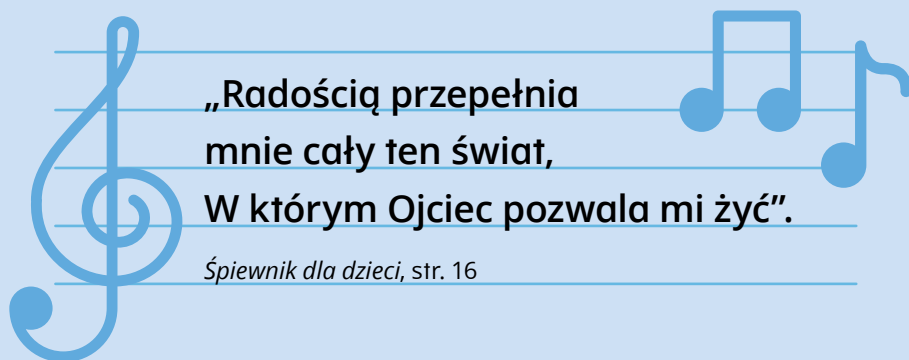 „Radością przepełnia
mnie cały ten świat,
W którym Ojciec pozwala mi żyć”.
Śpiewnik dla dzieci, str. 16